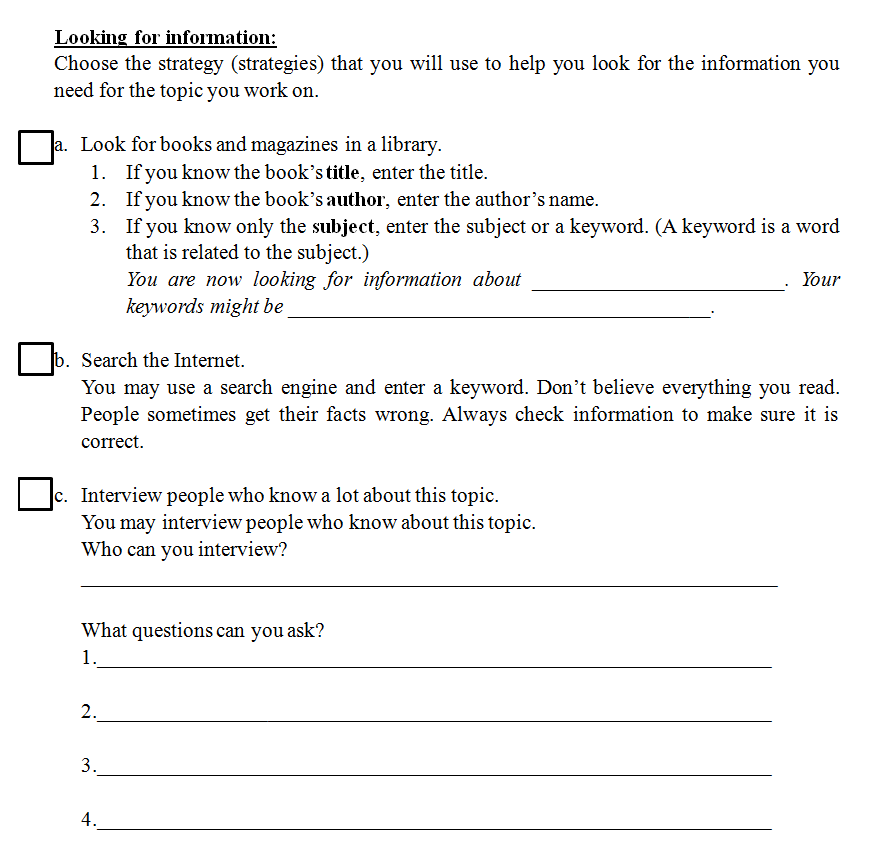 Looking for information:
Choose the strategy (strategies) that you will use to help you look for the information you
need for the topic you work on.
a. Look for books and magazines in a library.
1. If you know the book's title, enter the title.
2. If you know the book's author, enter the author's name.
3. If you know only the subject, enter the subject or a keyword. (A keyword is a word
that is related to the subject.)
You are now looking for information about ________________________. Your
keywords might be ________________________________________.
b. Search the Internet.
You may use a search engine and enter a keyword. Don't believe everything you read.
People sometimes get their facts wrong. Always check information to make sure it is
correct.
c. Interview people who know a lot about this topic.
You may interview people who know about this topic.
Who can you interview?
What questions can you ask?
1.
2.
3.
4.